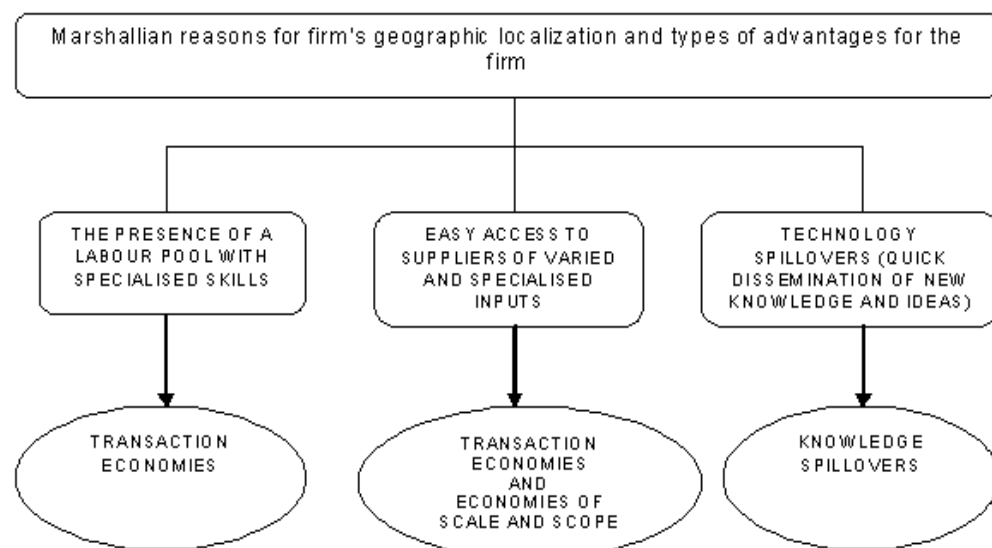 Marshallian reasons for firm's geographic localization and types of advantages for the
firm
THE PRESENCE OF A
LABOUR POOL WITH
SPECIALISED SKILLS
EASY ACCESS TO
SUPPLIERS OF VARIED
AND SPECIALISED
INPUTS
TECHNOLOGY
SPILLOVERS (QUICK
DISSEMINATION OF NEW
KNOWLEDGE AND IDEAS)
TRANSACTION
ECONOMIES
TRANSACTION
ECONOMIES
AND
ECONOMIES OF
SCALE AND SCOPE
KNOWLEDGE
SPILLOVERS